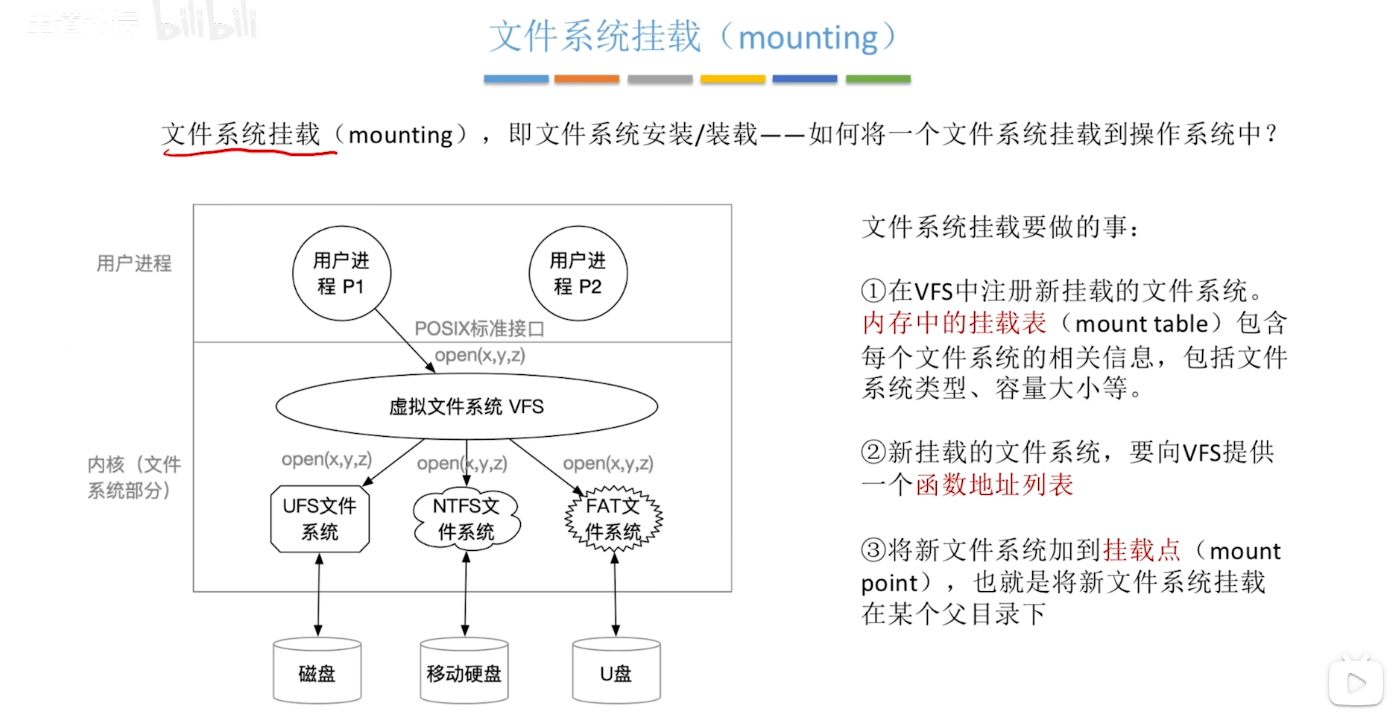 bilibili
文件系统挂载（mounting）
文件系统挂载（mounting），即文件系统安装/装载——如何将一个文件系统挂载到操作系统中？
用户进程
用户进
程 P1
用户进
程 P2
POSIX标准接口
open(x,y,z)
虚拟文件系统 VFS
内核（文件
系统部分）
open(x,y,z)
open(x,y,z)
open(x,y,z)
UFS文件
系统
NTFS文
件系统
FAT文
件系统
磁盘
移动硬盘
U盘
文件系统挂载要做的事：
①在VFS中注册新挂载的文件系统。
内存中的挂载表（mount table）包含
每个文件系统的相关信息，包括文件
系统类型、容量大小等。
②新挂载的文件系统，要向VFS提供
一个函数地址列表
③将新文件系统加到挂载点（mount
point），也就是将新文件系统挂载
在某个父目录下